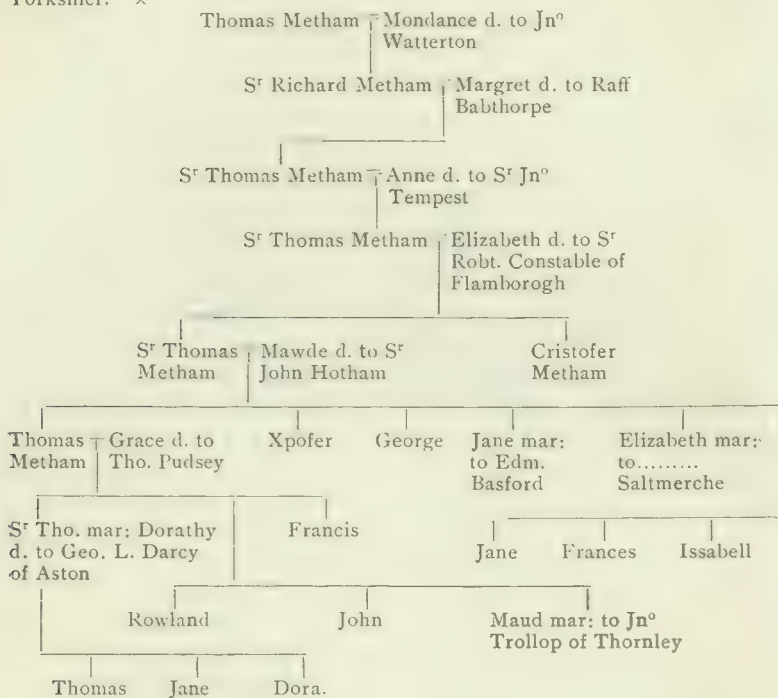 Yorkshier. ×
Thomas Metham = Mondance d. to Jnº
Watterton
Sʳ Richard Metham = Margret d. to Raff
Babthorpe
Sʳ Thomas Metham = Anne d. to Sʳ Jnº
Tempest
Sʳ Thomas Metham = Elizabeth d. to Sʳ
Robt. Constable of
Flamborogh
Sʳ Thomas = Mawde d. to Sʳ Cristofer
Metham John Hotham Metham
Thomas = Grace d. to Xpofer George Jane mar: Elizabeth mar:
Metham Tho. Pudsey to Edm. to.........
Basford Saltmerche
Sʳ Tho. mar: Dorathy Francis Jane Frances Issabell
d. to Geo. L. Darcy
of Aston
Rowland John Maud mar: to Jnº
Trollop of Thornley
Thomas Jane Dora.